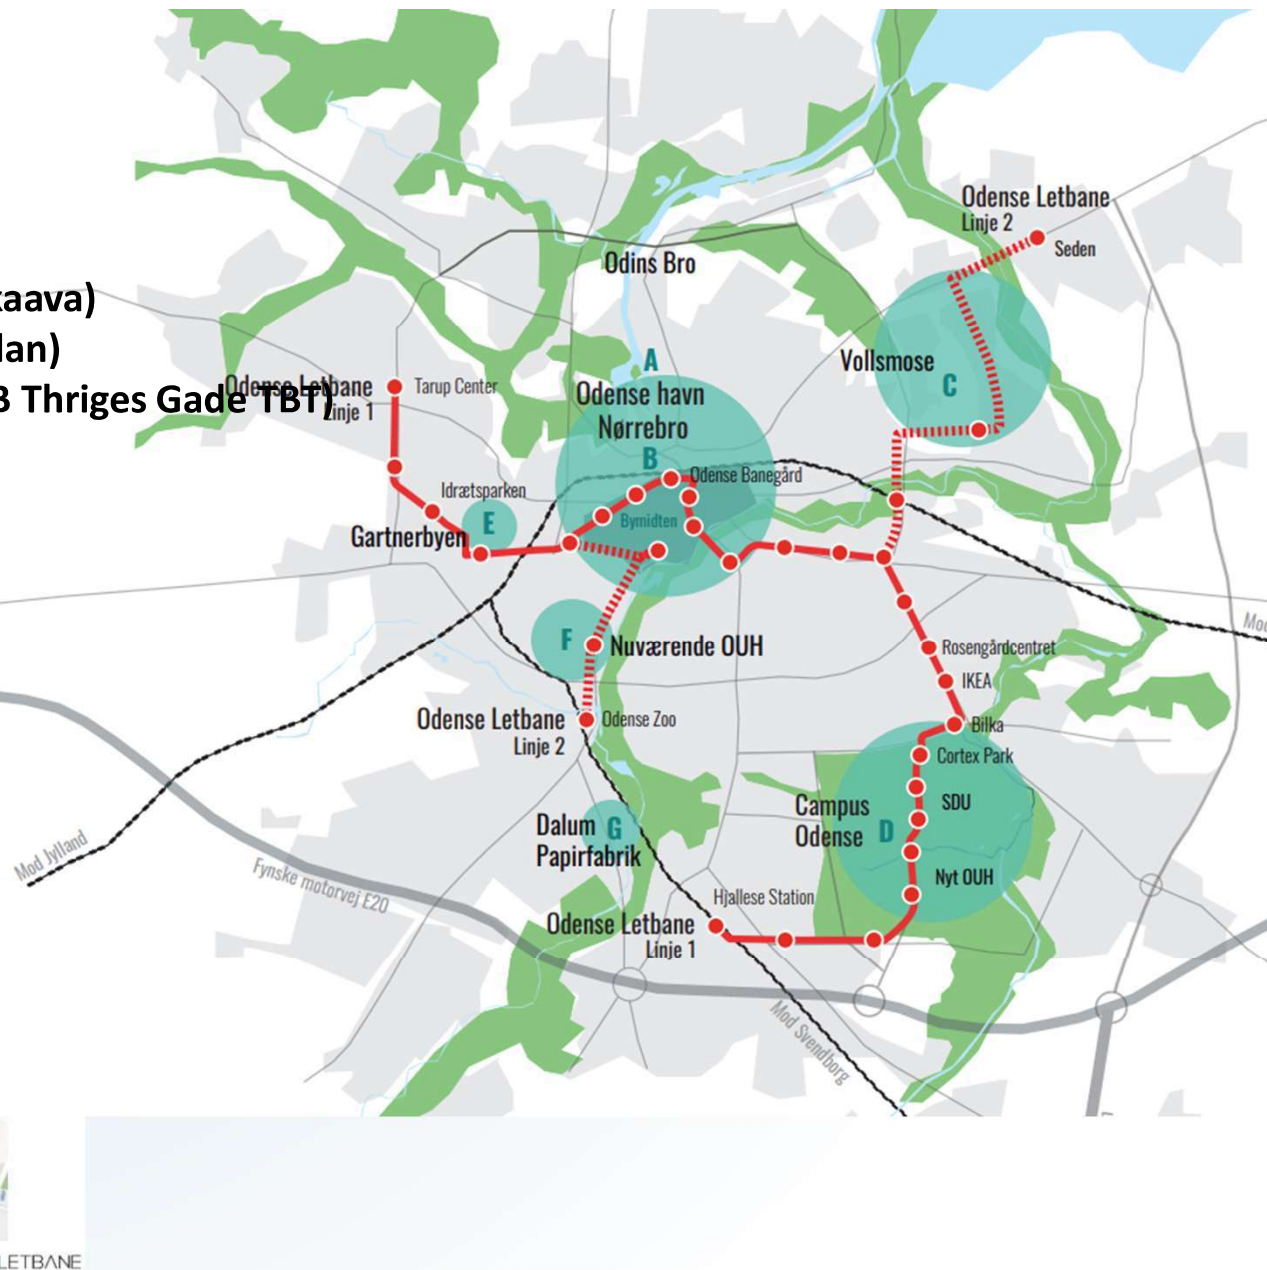 Odense Letbane
Linje 2
Seden
Odins Bro
kaava)
lan)
B Thriges Gade TBT)
Odense Letbane
Linje 1
Tarup Center
A
Odense havn
Nørrebro
B
Vollsmose
C
Odense Banegård
Idrætsparken
E
Bymidten
Gartnerbyen
F
Nuværende OUH
Rosengårdcentret
IKEA
Odense Letbane
Linje 2
Odense Zoo
Bilka
Cortex Park
SDU
Campus
Odense
D
Dalum
Papirfabrik
G
Nyt OUH
Hjallese Station
Odense Letbane
Linje 1
Mod Jylland
Fynske motorvej E20
Mod Svendborg
LETBANE